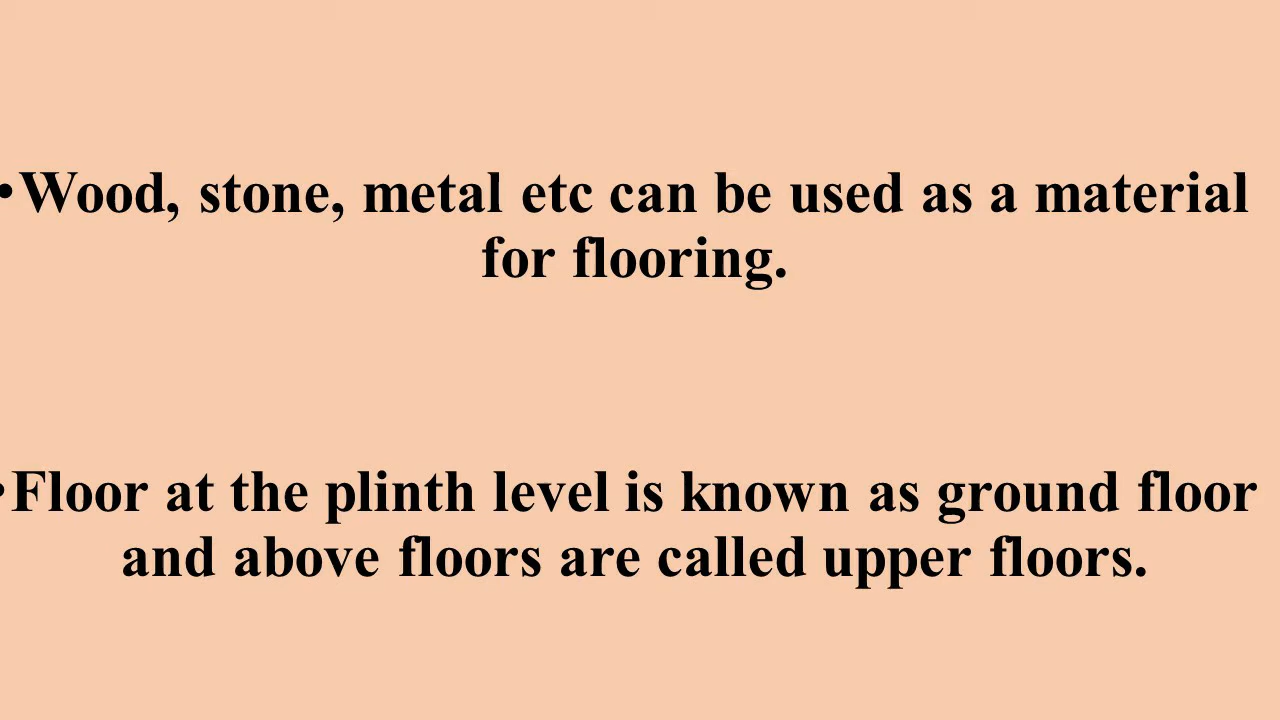 •Wood, stone, metal etc can be used as a material
for flooring.
•Floor at the plinth level is known as ground floor
and above floors are called upper floors.